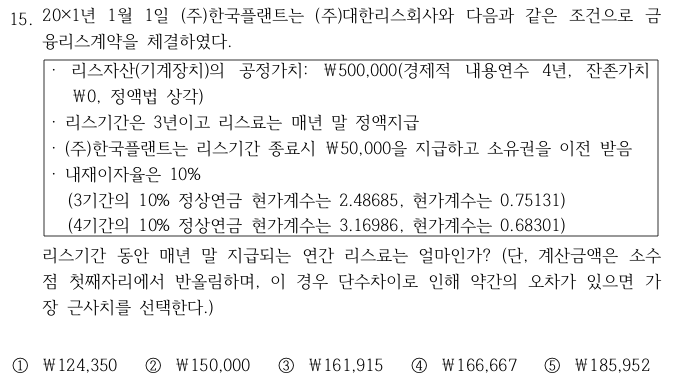 15. 20×1년 1월 1일 (주)한국플랜트는 (주)대한리스회사와 다음과 같은 조건으로 금
융리스계약을 체결하였다.
· 리스자산(기계장치)의 공정가치: ₩500,000(경제적 내용연수 4년, 잔존가치
₩0, 정액법 상각)
· 리스기간은 3년이고 리스료는 매년 말 정액지급
· (주)한국플랜트는 리스기간 종료시 ₩50,000을 지급하고 소유권을 이전 받음
· 내재이자율은 10%
(3기간의 10% 정상연금 현가계수는 2.48685, 현가계수는 0.75131)
(4기간의 10% 정상연금 현가계수는 3.16986, 현가계수는 0.68301)
리스기간 동안 매년 말 지급되는 연간 리스료는 얼마인가? (단, 계산금액은 소수
점 첫째자리에서 반올림하며, 이 경우 단수차이로 인해 약간의 오차가 있으면 가
장 근사치를 선택한다.)
① ₩124,350 ② ₩150,000 ③ ₩161,915 ④ ₩166,667 ⑤ ₩185,952